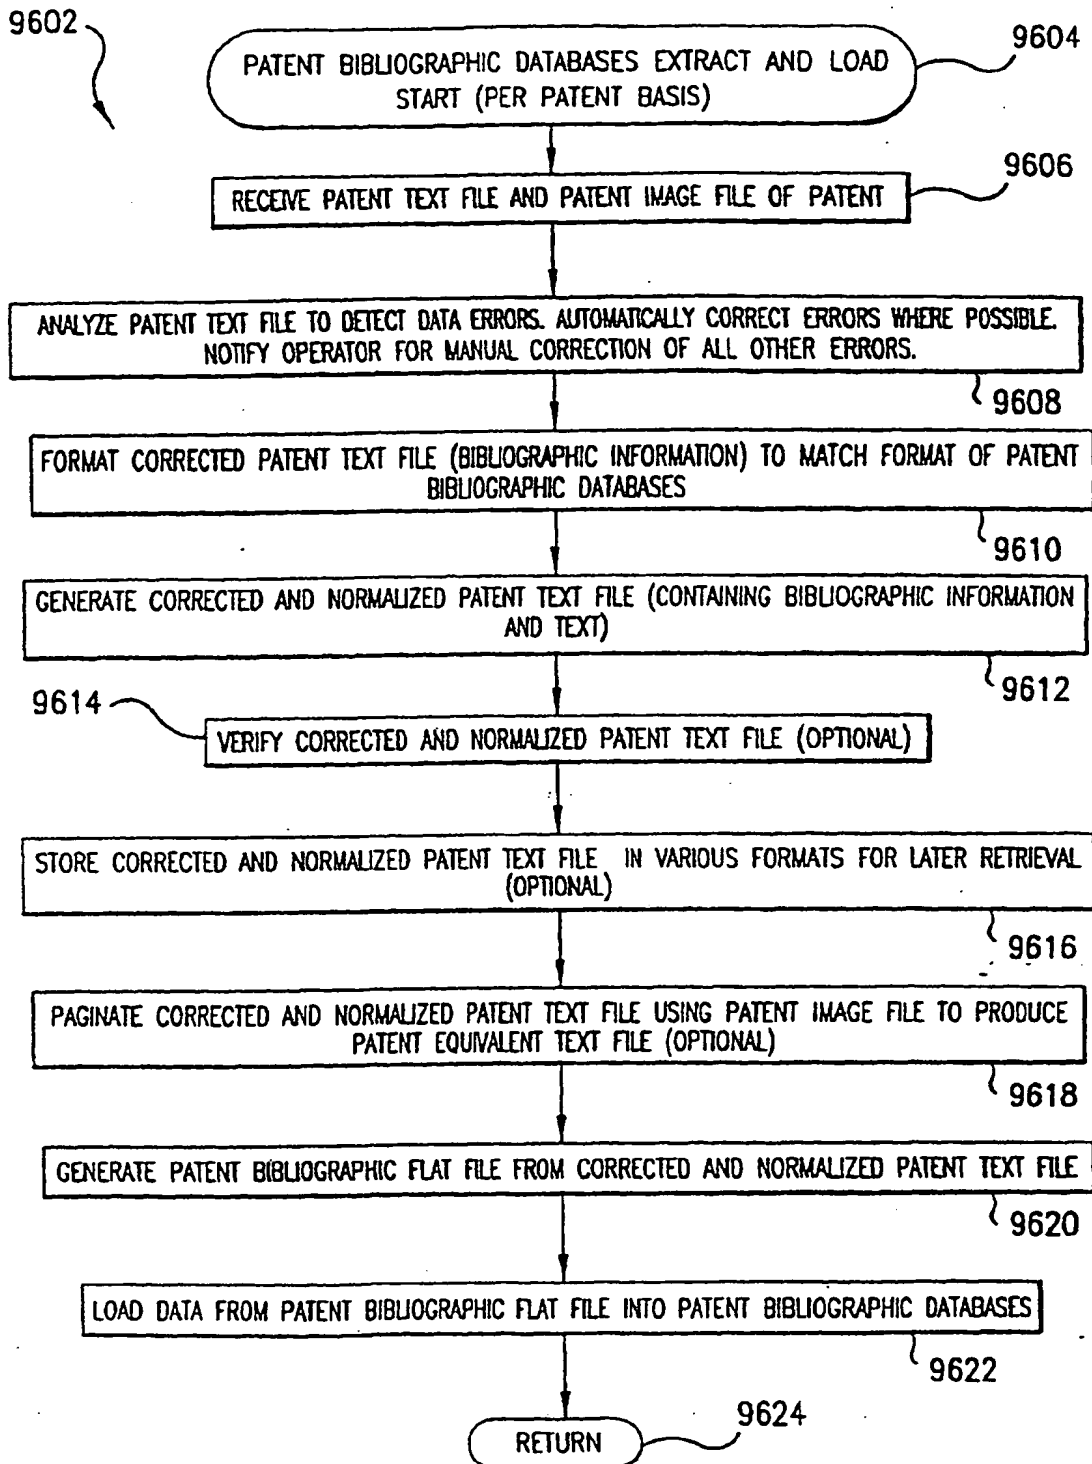 9602
PATENT BIBLIOGRAPHIC DATABASES EXTRACT AND LOAD
START (PER PATENT BASIS)
9604
RECEIVE PATENT TEXT FILE AND PATENT IMAGE FILE OF PATENT
9606
ANALYZE PATENT TEXT FILE TO DETECT DATA ERRORS. AUTOMATICALLY CORRECT ERRORS WHERE POSSIBLE.
NOTIFY OPERATOR FOR MANUAL CORRECTION OF ALL OTHER ERRORS.
9608
FORMAT CORRECTED PATENT TEXT FILE (BIBLIOGRAPHIC INFORMATION) TO MATCH FORMAT OF PATENT
BIBLIOGRAPHIC DATABASES
9610
GENERATE CORRECTED AND NORMALIZED PATENT TEXT FILE (CONTAINING BIBLIOGRAPHIC INFORMATION
AND TEXT)
9612
9614
VERIFY CORRECTED AND NORMALIZED PATENT TEXT FILE (OPTIONAL)
STORE CORRECTED AND NORMALIZED PATENT TEXT FILE IN VARIOUS FORMATS FOR LATER RETRIEVAL
(OPTIONAL)
9616
PAGINATE CORRECTED AND NORMALIZED PATENT TEXT FILE USING PATENT IMAGE FILE TO PRODUCE
PATENT EQUIVALENT TEXT FILE (OPTIONAL)
9618
GENERATE PATENT BIBLIOGRAPHIC FLAT FILE FROM CORRECTED AND NORMALIZED PATENT TEXT FILE
9620
LOAD DATA FROM PATENT BIBLIOGRAPHIC FLAT FILE INTO PATENT BIBLIOGRAPHIC DATABASES
9622
RETURN
9624